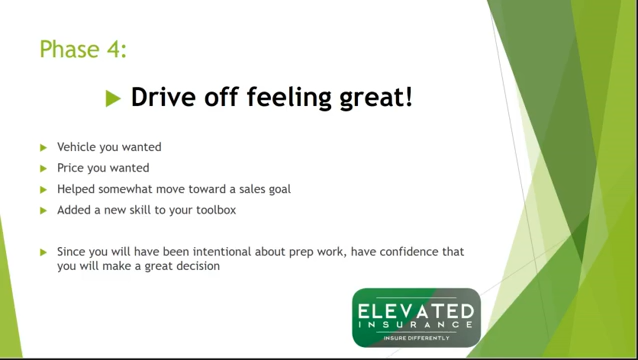 Phase 4:
Drive off feeling great!
Vehicle you wanted
Price you wanted
Helped somewhat move toward a sales goal
Added a new skill to your toolbox
Since you will have been intentional about prep work, have confidence that
you will make a great decision
ELEVATED
INSURANCE
INSURE DIFFERENTLY